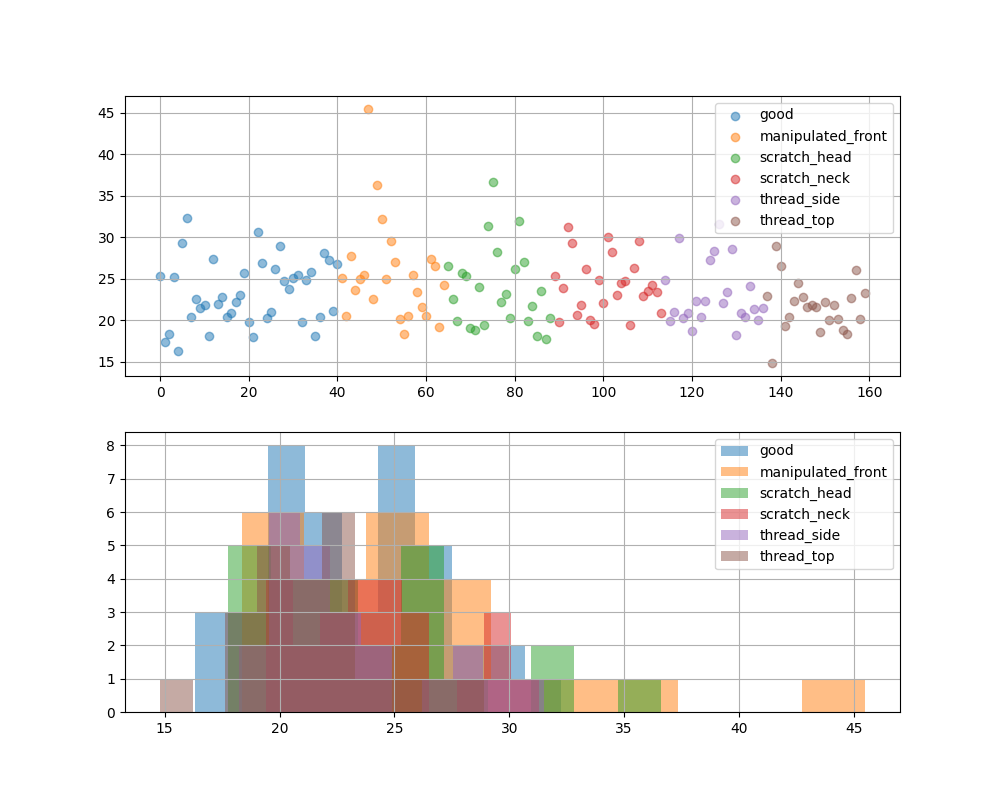 45
40
35
30
25
20
15
0 20 40 60 80 100 120 140 160
good
manipulated_front
scratch_head
scratch_neck
thread_side
thread_top
8
7
6
5
4
3
2
1
0
15 20 25 30 35 40 45
good
manipulated_front
scratch_head
scratch_neck
thread_side
thread_top